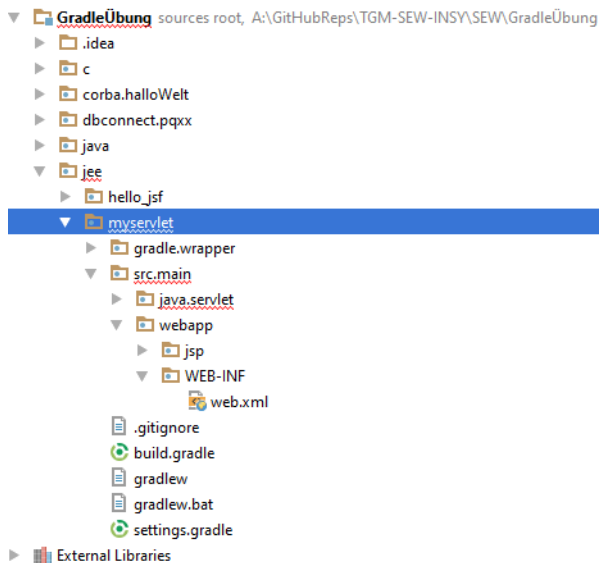 GradleÜbung sources root, A:\GitHubReps\TGM-SEW-INSY\SEW\GradleÜbung
.idea
c
corba.halloWelt
dbconnect.pqxx
java
jee
hello_jsf
myservlet
gradle.wrapper
src.main
java.servlet
webapp
jsp
WEB-INF
web.xml
.gitignore
build.gradle
gradlew
gradlew.bat
settings.gradle
External Libraries